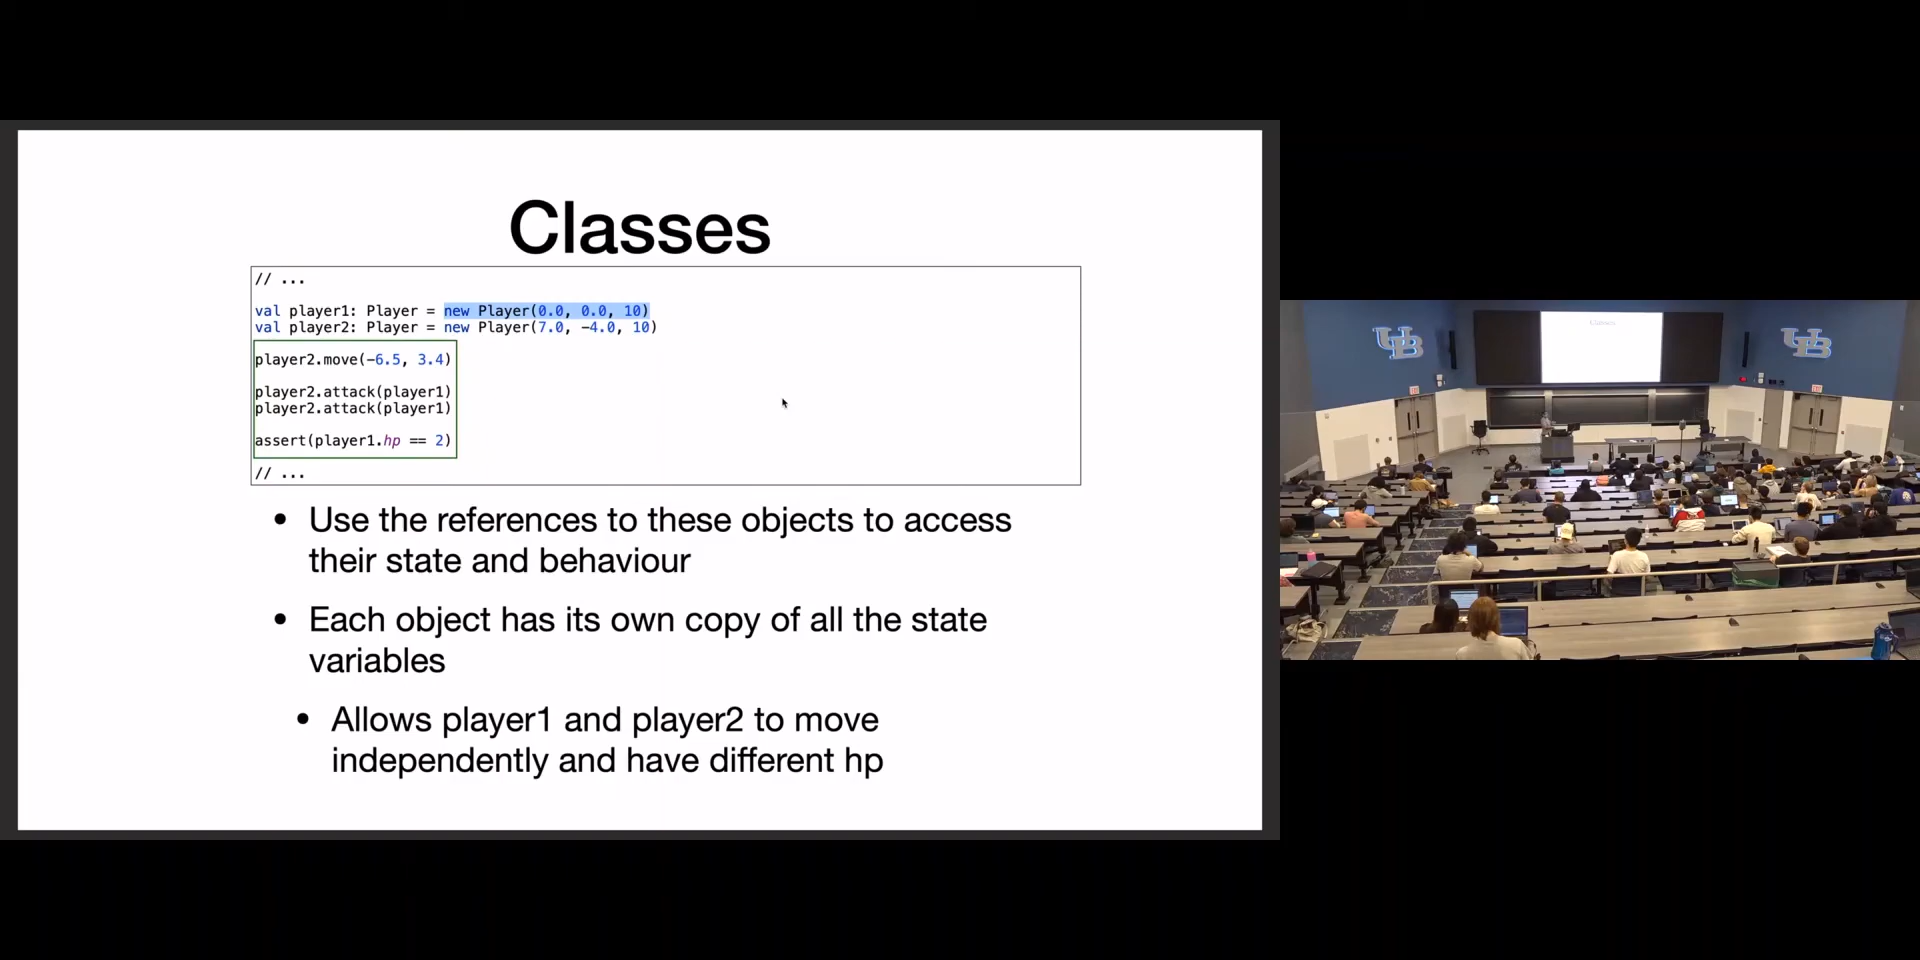 Classes
// ...
val player1: Player = new Player(0.0, 0.0, 10)
val player2: Player = new Player(7.0, -4.0, 10)
player2.move(-6.5, 3.4)
player2.attack(player1)
player2.attack(player1)
assert(player1.hp == 2)
// ...
• Use the references to these objects to access
their state and behaviour
• Each object has its own copy of all the state
variables
• Allows player1 and player2 to move
independently and have different hp
UB
Classes
UB